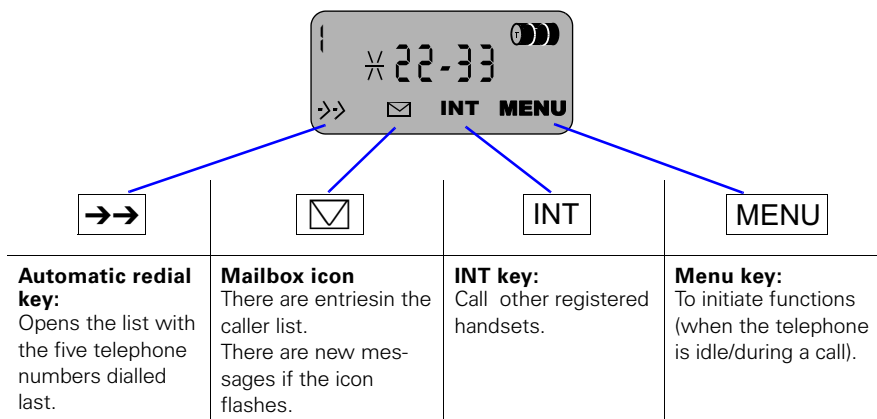 1
22-33
INT MENU
INT
MENU
Automatic redial
key:
Opens the list with
the five telephone
numbers dialled
last.
Mailbox icon
There are entriesin the
caller list.
There are new mes-
sages if the icon
flashes.
INT key:
Call other registered
handsets.
Menu key:
To initiate functions
(when the telephone
is idle/during a call).